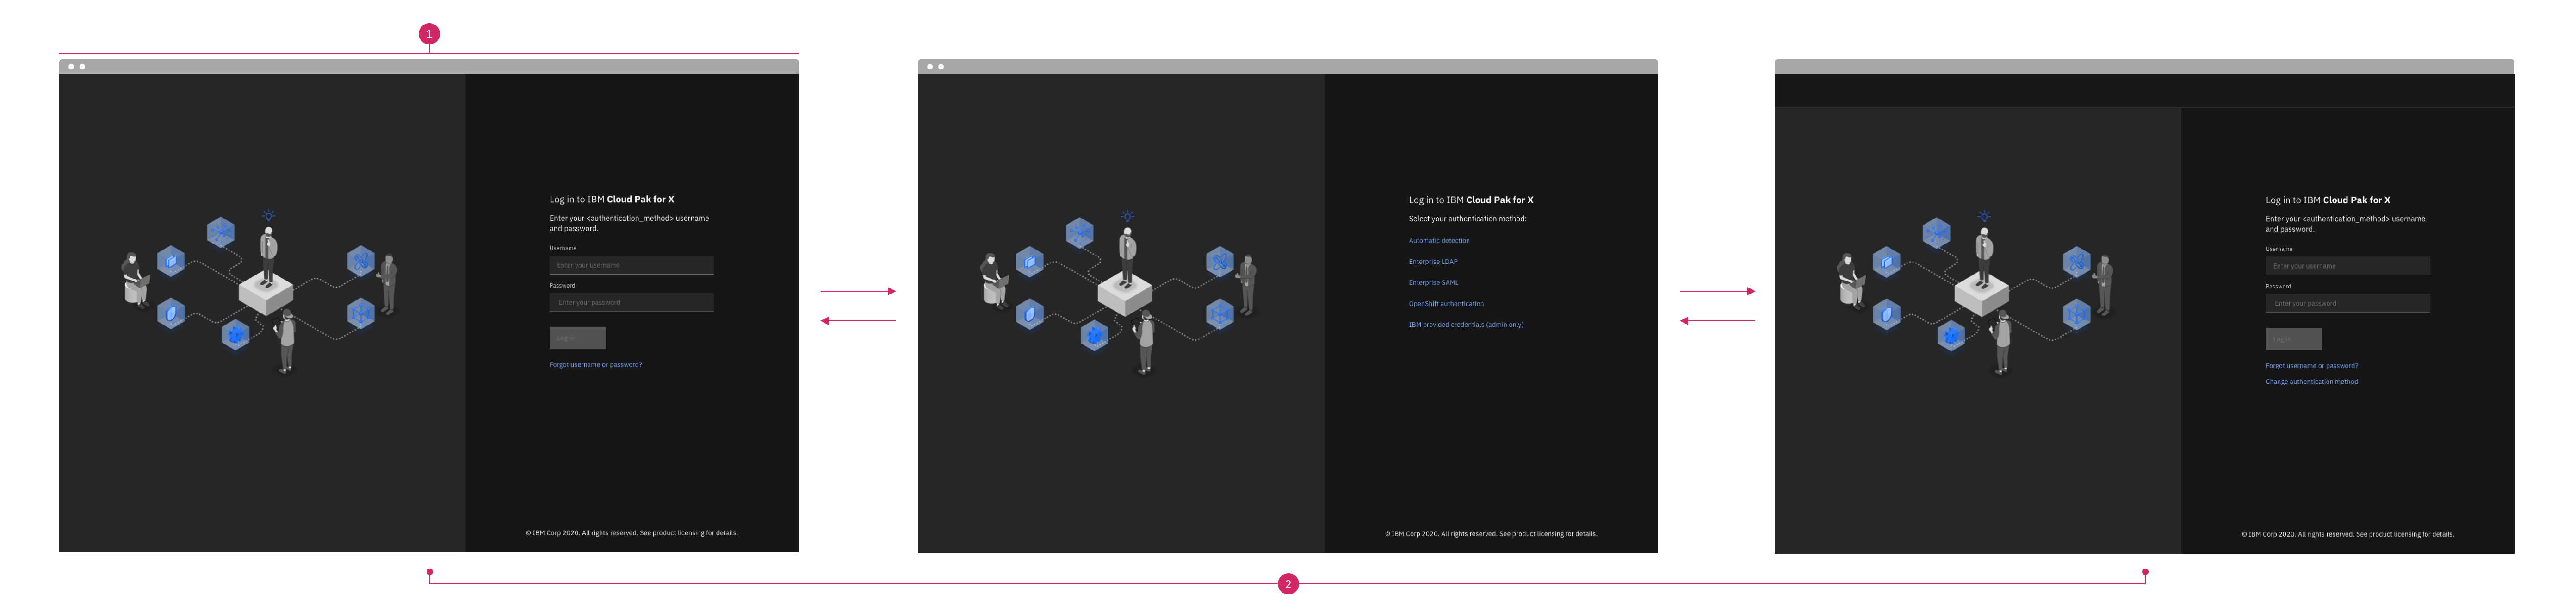 1
Log in to IBM Cloud Pak for X
Enter your <authentication_method> username
and password.
Username
Enter your username
Password
Enter your password
Log in
Forgot username or password?
© IBM Corp 2020. All rights reserved. See product licensing for details.
Log in to IBM Cloud Pak for X
Select your authentication method:
Automatic detection
Enterprise LDAP
Enterprise SAML
OpenShift authentication
IBM provided credentials (admin only)
© IBM Corp 2020. All rights reserved. See product licensing for details.
Log in to IBM Cloud Pak for X
Enter your <authentication_method> username
and password.
Username
Enter your username
Password
Enter your password
Log in
Forgot username or password?
Change authentication method
© IBM Corp 2020. All rights reserved. See product licensing for details.
2